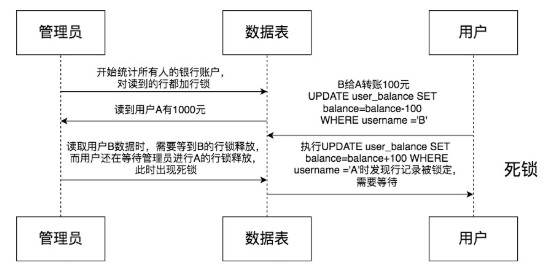 管理员
数据表
用户
开始统计所有人的银行账户，
对读到的行都加行锁
B给A转账100元
UPDATE user_balance SET
balance=balance-100
WHERE username ='B'
读到用户A有1000元
读取用户B数据时，需要等到B的行锁释放，
而用户还在等待管理员进行A的行锁释放，
此时出现死锁
执行UPDATE user_balance SET
balance=balance+100 WHERE
username ='A'时发现行记录被锁定，
需要等待
死锁
管理员
数据表
用户